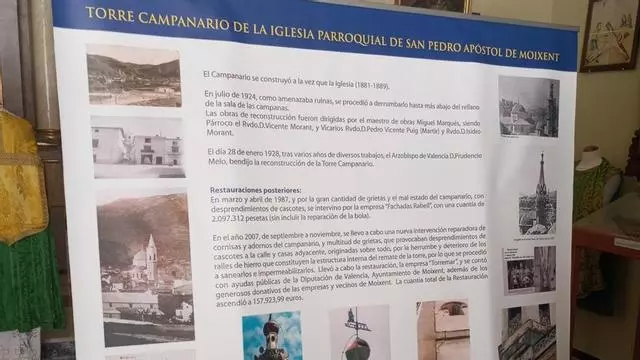 TORRE CAMPANARIO DE LA IGLESIA PARROQUIAL DE SAN PEDRO APÓSTOL DE MOIXENT
El Campanario se construyó a la vez que la Iglesia (1881-1889).
En julio de 1924, como amenazaba ruinas, se procedió a derrumbarlo hasta más abajo del rellano
de la sala de las campanas.
Las obras de reconstrucción fueron dirigidas por el maestro de obras Miguel Marqués, siendo
Párroco el Rvdo.D.Vicente Morant, y Vicarios Rvdo.D.Pedro Vicente Puig (Martir) y Rvdo.D.Isidro
Morant.
El día 28 de enero 1928, tras varios años de diversos trabajos, el Arzobispo de Valencia D.Prudencio
Melo, bendijo la reconstrucción de la Torre Campanario.
Restauraciones posteriores:
En marzo y abril de 1987, y por la gran cantidad de grietas y el mal estado del campanario, con
desprendimientos de cascotes, se intervino por la empresa "Fachadas Rabell", con una cuantía de
2.097.312 pesetas (sin incluir la reparación de la bola).
En el año 2007, de septiembre a noviembre, se llevo a cabo una nueva intervención reparadora de
cornisas y adornos del campanario, y multitud de grietas, que provocaban desprendimientos de
cascotes a la calle y casas adyacente, originadas sobre todo, por el herrumbe y deterioro de los
railes de hierro que constituyen la estructura interna del remate de la torre, por lo que se procedió
a sanearlos e impermeabilizarlos. Llevó a cabo la restauración, la empresa "Torremar", y se contó
con ayudas públicas de la Diputación de Valencia, Ayuntamiento de Moixent; además de los
generosos donativos de las empresas y vecinos de Moixent. La cuantia total de la Restauración
ascendió a 157.923,99 euros.